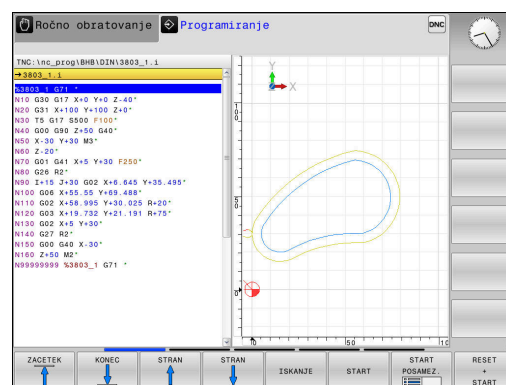 Ročno obratovanje
Programiranje
DNC
TNC:\nc_prog\BHB\DIN\3803_1.i
→3803_1.i
%3803_1 G71 *
N10 G30 G17 X+0 Y+0 Z-40*
N20 G31 X+100 Y+100 Z+0*
N30 T5 G17 S500 F100*
N40 G00 G90 Z+50 G40*
N50 X-30 Y+30 M3*
N60 Z-20*
N70 G01 G41 X+5 Y+30 F250*
N80 G26 R2*
N90 I+15 J+30 G02 X+6.645 Y+35.495*
N100 G06 X+55.55 Y+69.488*
N110 G02 X+58.995 Y+30.025 R+20*
N120 G03 X+19.732 Y+21.191 R+75*
N130 G02 X+5 Y+30*
N140 G27 R2*
N150 G00 G40 X-30*
N160 Z+50 M2*
N99999999 %3803_1 G71 *
Y
X
ZACETEK
KONEC
STRAN
STRAN
ISKANJE
START
START
POSAMEZ.
RESET
+
START